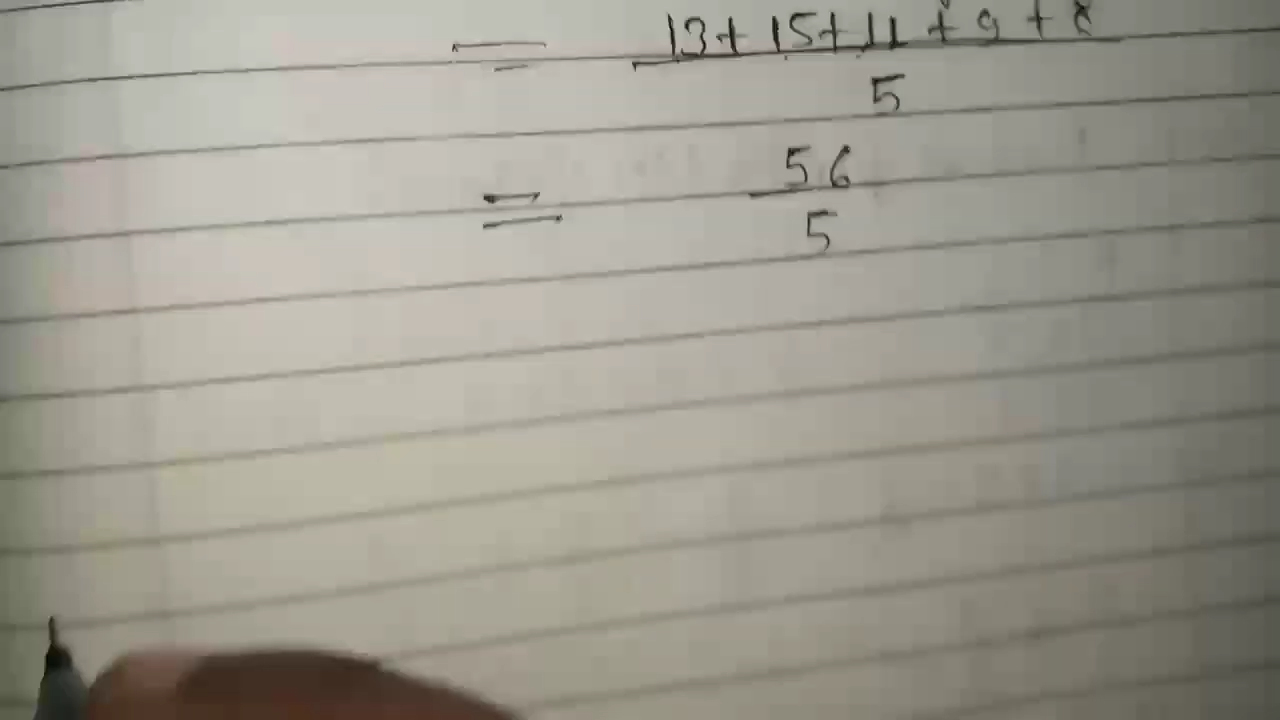 = 13+15+11+9+8
5
= 56
5